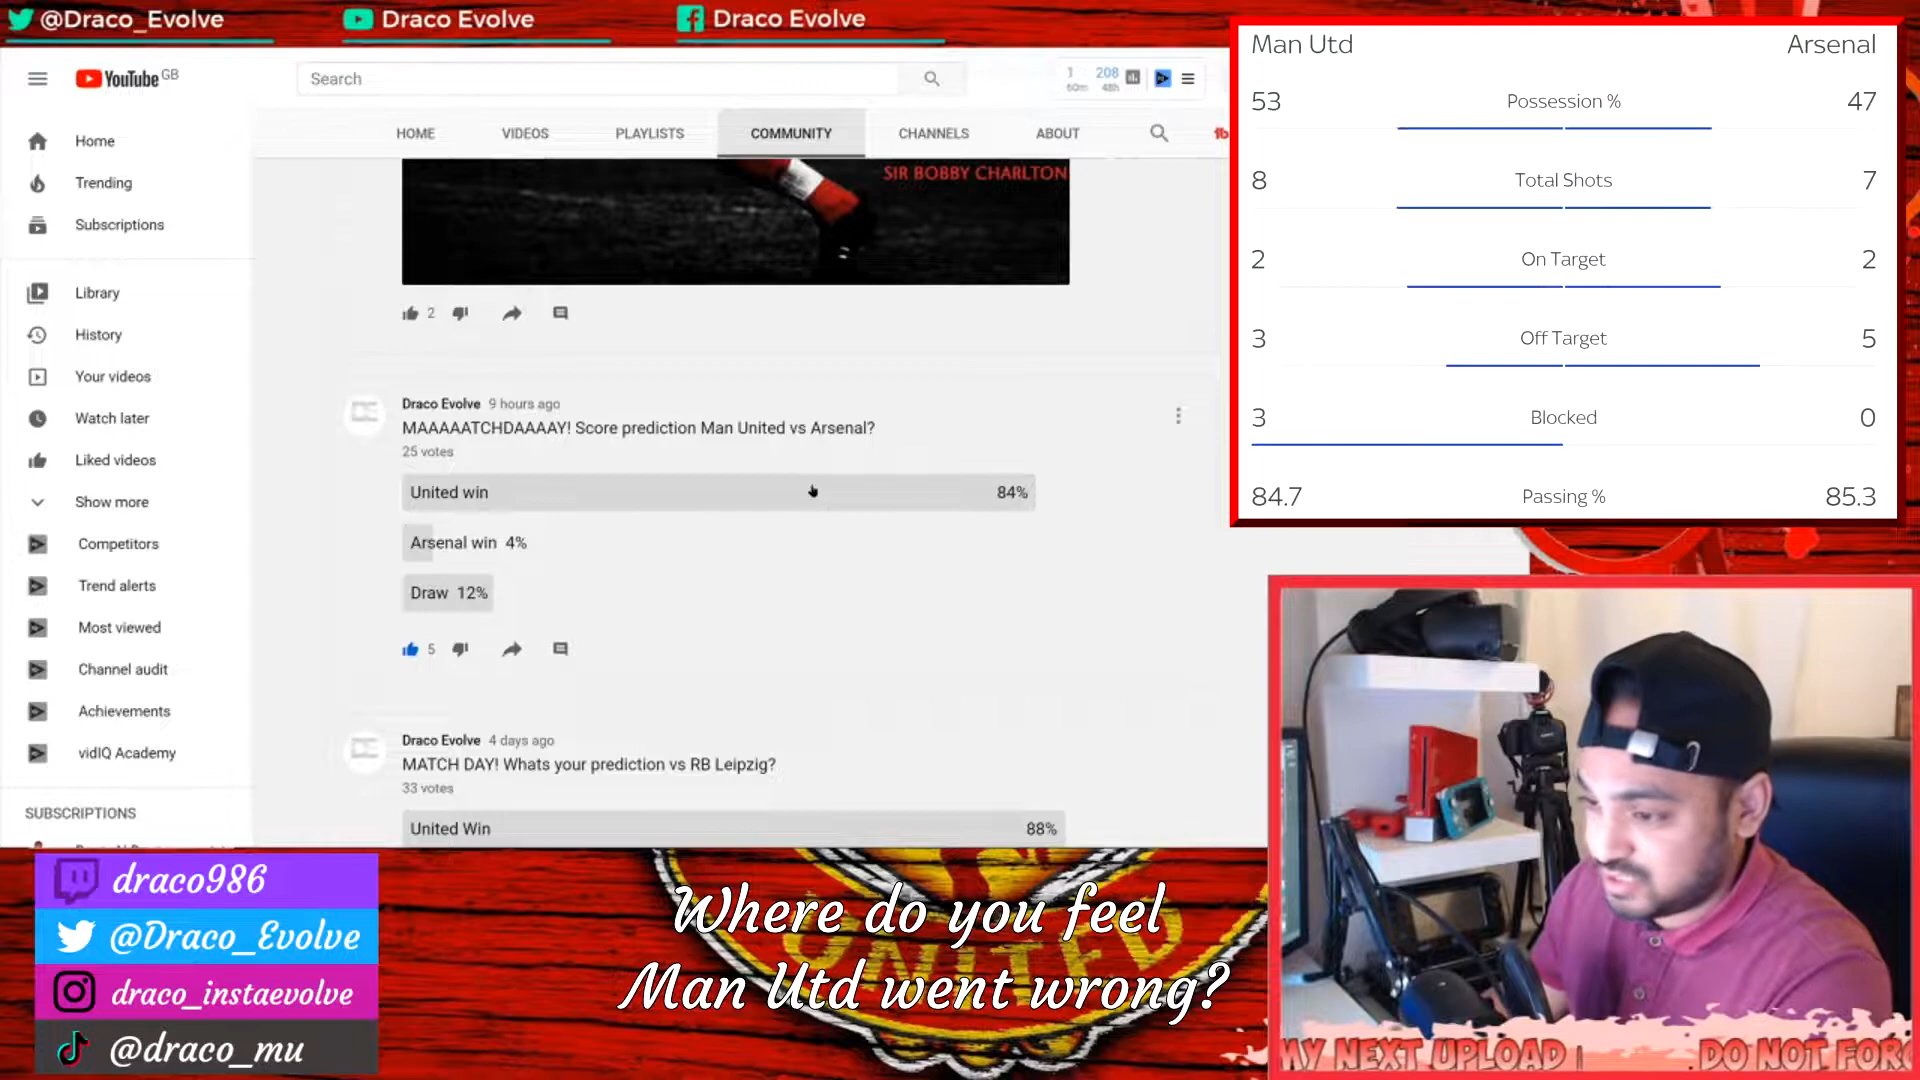 @Draco_Evolve
Draco Evolve
Draco Evolve
YouTube GB
Search
1 208
60m 48h
HOME VIDEOS PLAYLISTS COMMUNITY CHANNELS ABOUT
Home
Trending
Subscriptions
Library
History
Your videos
Watch later
Liked videos
Show more
Competitors
Trend alerts
Most viewed
Channel audit
Achievements
vidIQ Academy
SUBSCRIPTIONS
SIR BOBBY CHARLTON
2
Draco Evolve 9 hours ago
MAAAAATCHDAAAAY! Score prediction Man United vs Arsenal?
25 votes
United win 84%
Arsenal win 4%
Draw 12%
5
Draco Evolve 4 days ago
MATCH DAY! Whats your prediction vs RB Leipzig?
33 votes
United Win 88%
Man Utd Arsenal
53 Possession % 47
8 Total Shots 7
2 On Target 2
3 Off Target 5
3 Blocked 0
84.7 Passing % 85.3
draco986
@Draco_Evolve
draco_instaevolve
@draco_mu
UNITED
Where do you feel
Man Utd went wrong?
MY NEXT UPLOAD
DO NOT FOR